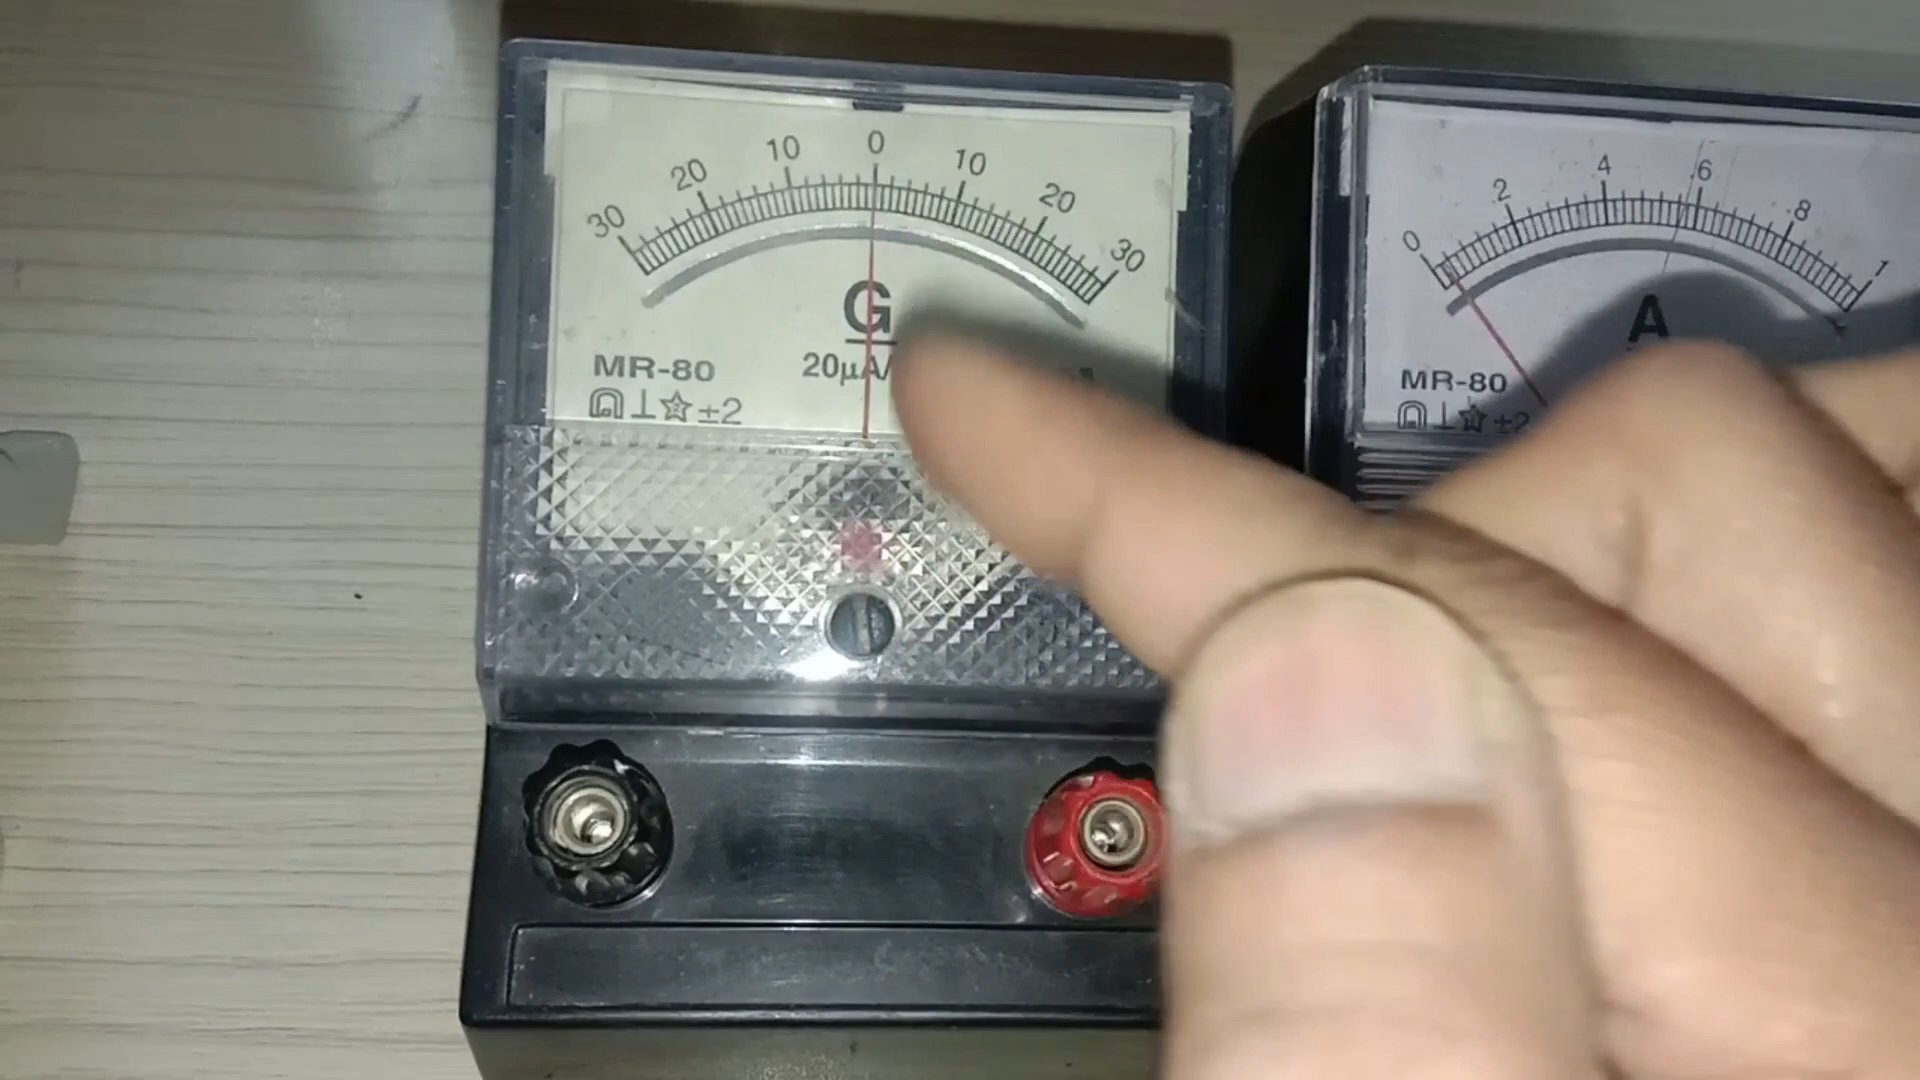 30 20 10 0 10 20 30
G
20μA/
MR-80
±2
0 .2 .4 .6 .8 1
A
MR-80
±2